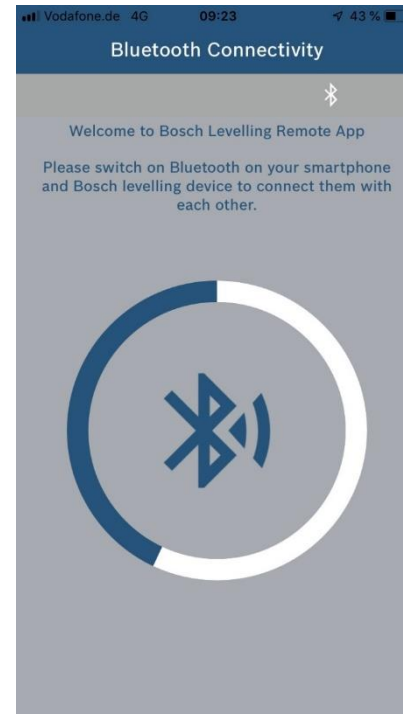 Vodafone.de 4G 09:23 43 %
Bluetooth Connectivity
Welcome to Bosch Levelling Remote App
Please switch on Bluetooth on your smartphone
and Bosch levelling device to connect them with
each other.